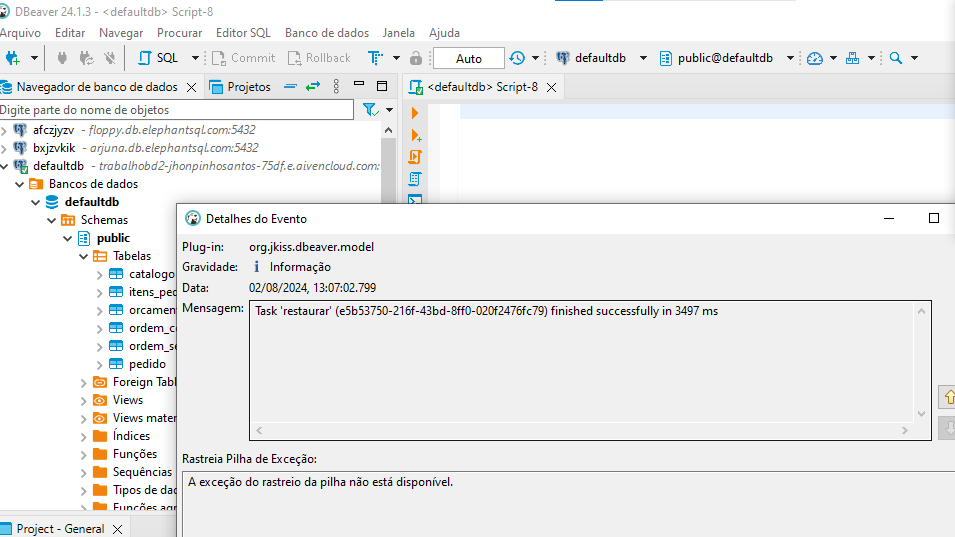 DBeaver 24.1.3 - <defaultdb> Script-8
Arquivo Editar Navegar Procurar Editor SQL Banco de dados Janela Ajuda
SQL Commit Rollback T Auto defaultdb public@defaultdb
Navegador de banco de dados Projetos <defaultdb> Script-8
Digite parte do nome de objetos
afczjyzv - floppy.db.elephantsql.com:5432
bxjzvkik - arjuna.db.elephantsql.com:5432
defaultdb - trabalhobd2-jhonpinhosantos-75df.e.aivencloud.com:
Bancos de dados
defaultdb
Schemas
public
Tabelas
catalogo
itens_ped
orcamen
ordem_co
ordem_se
pedido
Foreign Tabl
Views
Views mater
Índices
Funções
Sequências
Tipos de dad
Funções agr
Project - General
Detalhes do Evento
Plug-in: org.jkiss.dbeaver.model
Gravidade: i Informação
Data: 02/08/2024, 13:07:02.799
Mensagem: Task 'restaurar' (e5b53750-216f-43bd-8ff0-020f2476fc79) finished successfully in 3497 ms
Rastreia Pilha de Exceção:
A exceção do rastreio da pilha não está disponível.